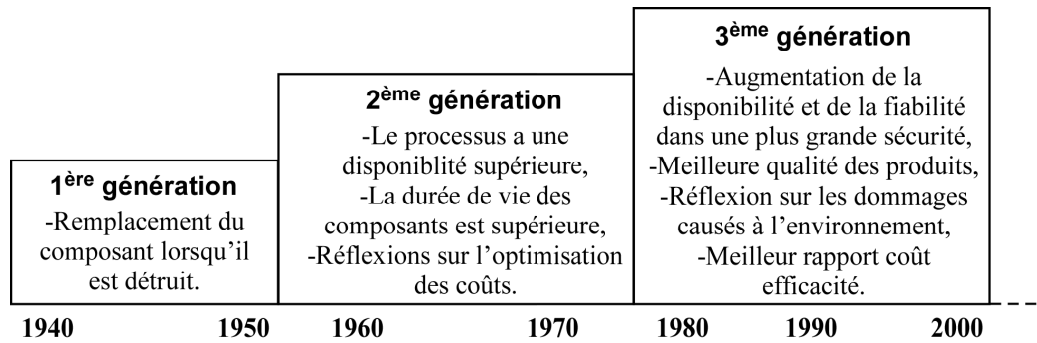 1ère génération
-Remplacement du
composant lorsqu'il
est détruit.
2ème génération
-Le processus a une
disponiblité supérieure,
-La durée de vie des
composants est supérieure,
-Réflexions sur l'optimisation
des coûts.
3ème génération
-Augmentation de la
disponibilité et de la fiabilité
dans une plus grande sécurité,
-Meilleure qualité des produits,
-Réflexion sur les dommages
causés à l'environnement,
-Meilleur rapport coût
efficacité.
1940 1950 1960 1970 1980 1990 2000